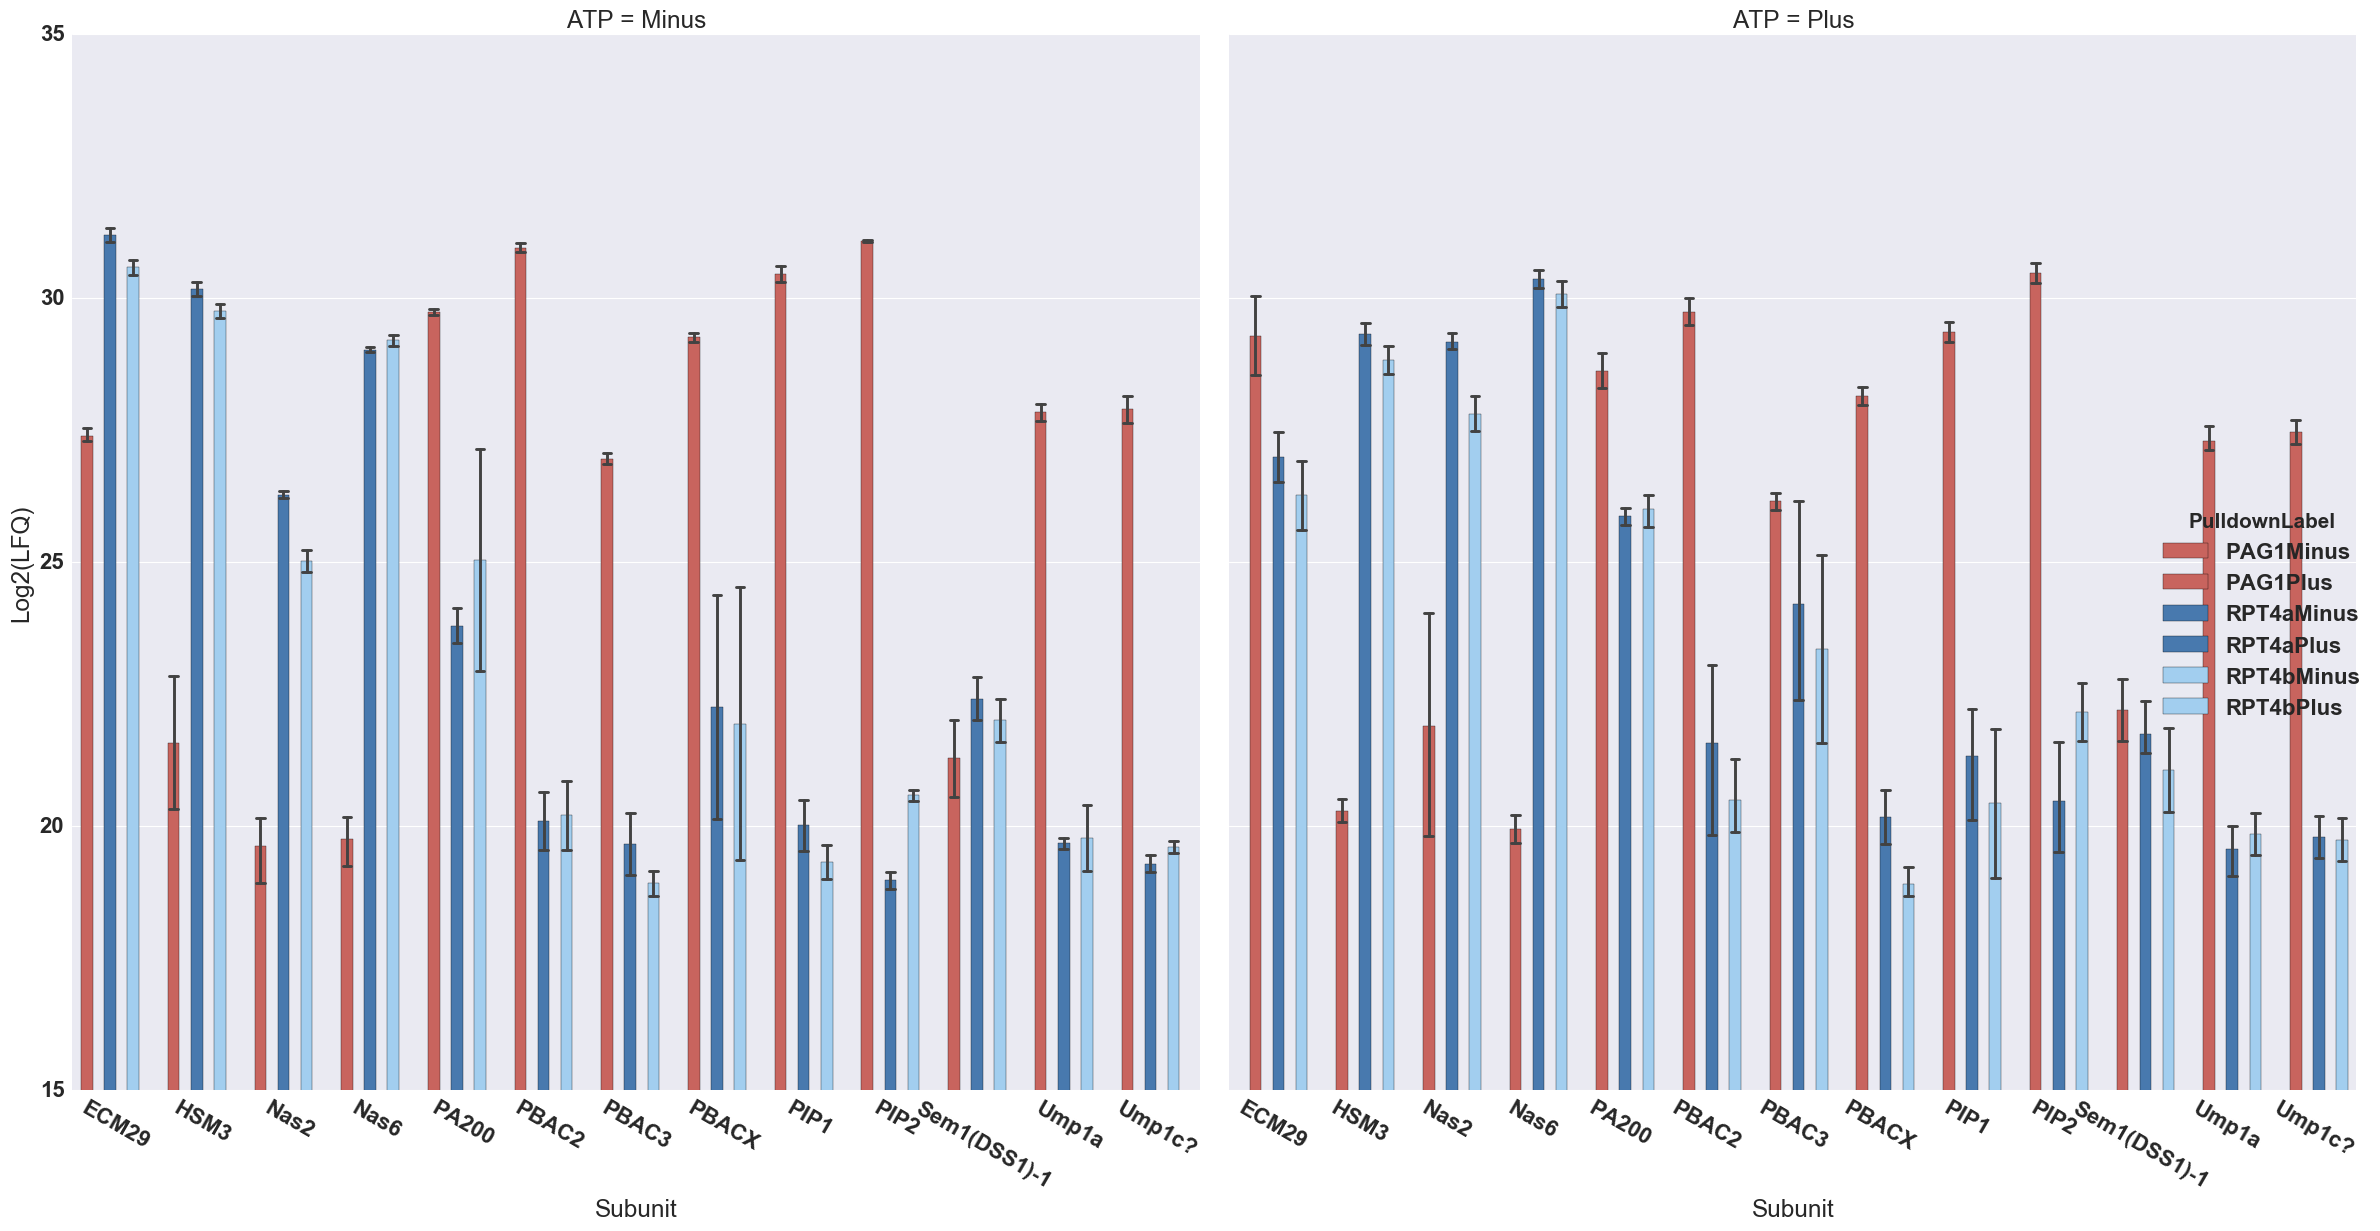 ATP = Minus
ATP = Plus
Log2(LFQ)
35
30
25
20
15
ECM29
HSM3
Nas2
Nas6
PA200
PBAC2
PBAC3
PBACX
PIP1
PIP2
Sem1(DSS1)-1
Ump1a
Ump1c?
Subunit
ECM29
HSM3
Nas2
Nas6
PA200
PBAC2
PBAC3
PBACX
PIP1
PIP2
Sem1(DSS1)-1
Ump1a
Ump1c?
Subunit
PulldownLabel
PAG1Minus
PAG1Plus
RPT4aMinus
RPT4aPlus
RPT4bMinus
RPT4bPlus